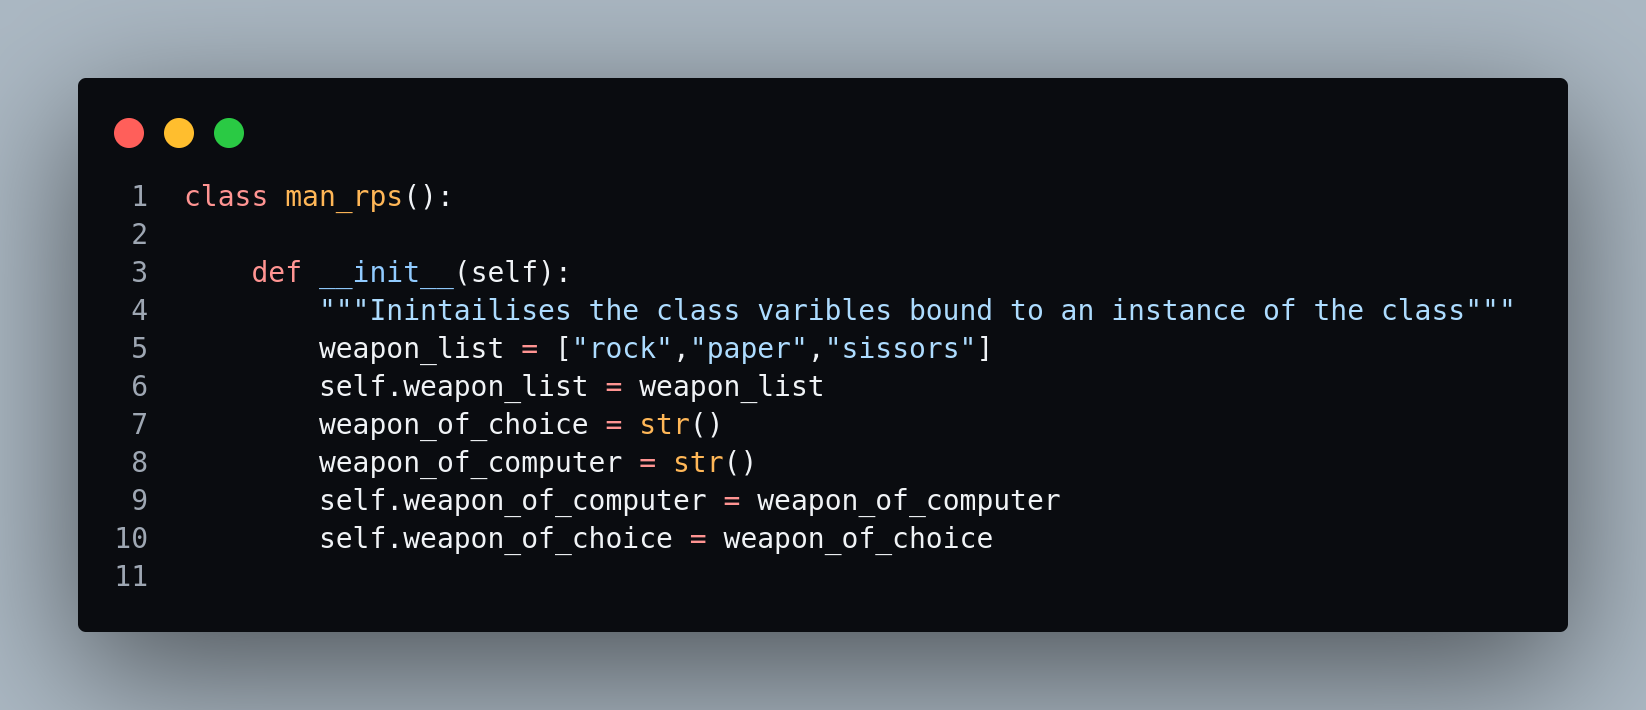 1 class man_rps():
2
3     def __init__(self):
4         """Inintailises the class varibles bound to an instance of the class"""
5         weapon_list = ["rock","paper","sissors"]
6         self.weapon_list = weapon_list
7         weapon_of_choice = str()
8         weapon_of_computer = str()
9         self.weapon_of_computer = weapon_of_computer
10         self.weapon_of_choice = weapon_of_choice
11